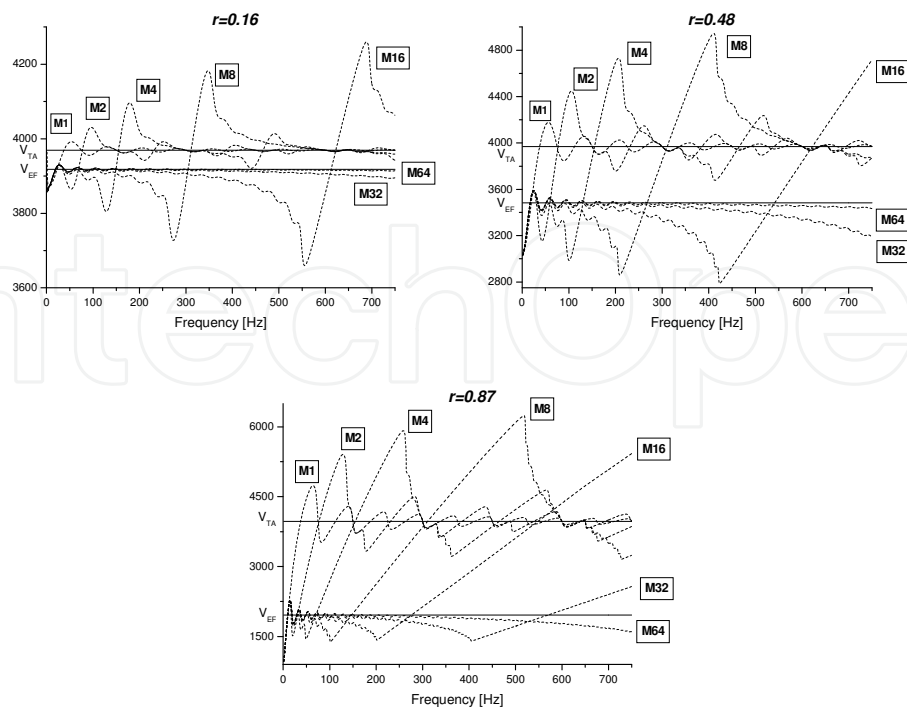 r=0.16
4200
4000
V_TA
V_EF
3800
3600
0 100 200 300 400 500 600 700
Frequency [Hz]
M1
M2
M4
M8
M16
M64
M32
r=0.48
4800
4400
4000
V_TA
3600
V_EF
3200
2800
0 100 200 300 400 500 600 700
Frequency [Hz]
M1
M2
M4
M8
M16
M64
M32
ntechOpe
r=0.87
6000
4500
V_TA
3000
V_EF
1500
0 100 200 300 400 500 600 700
Frequency [Hz]
M1
M2
M4
M8
M16
M32
M64